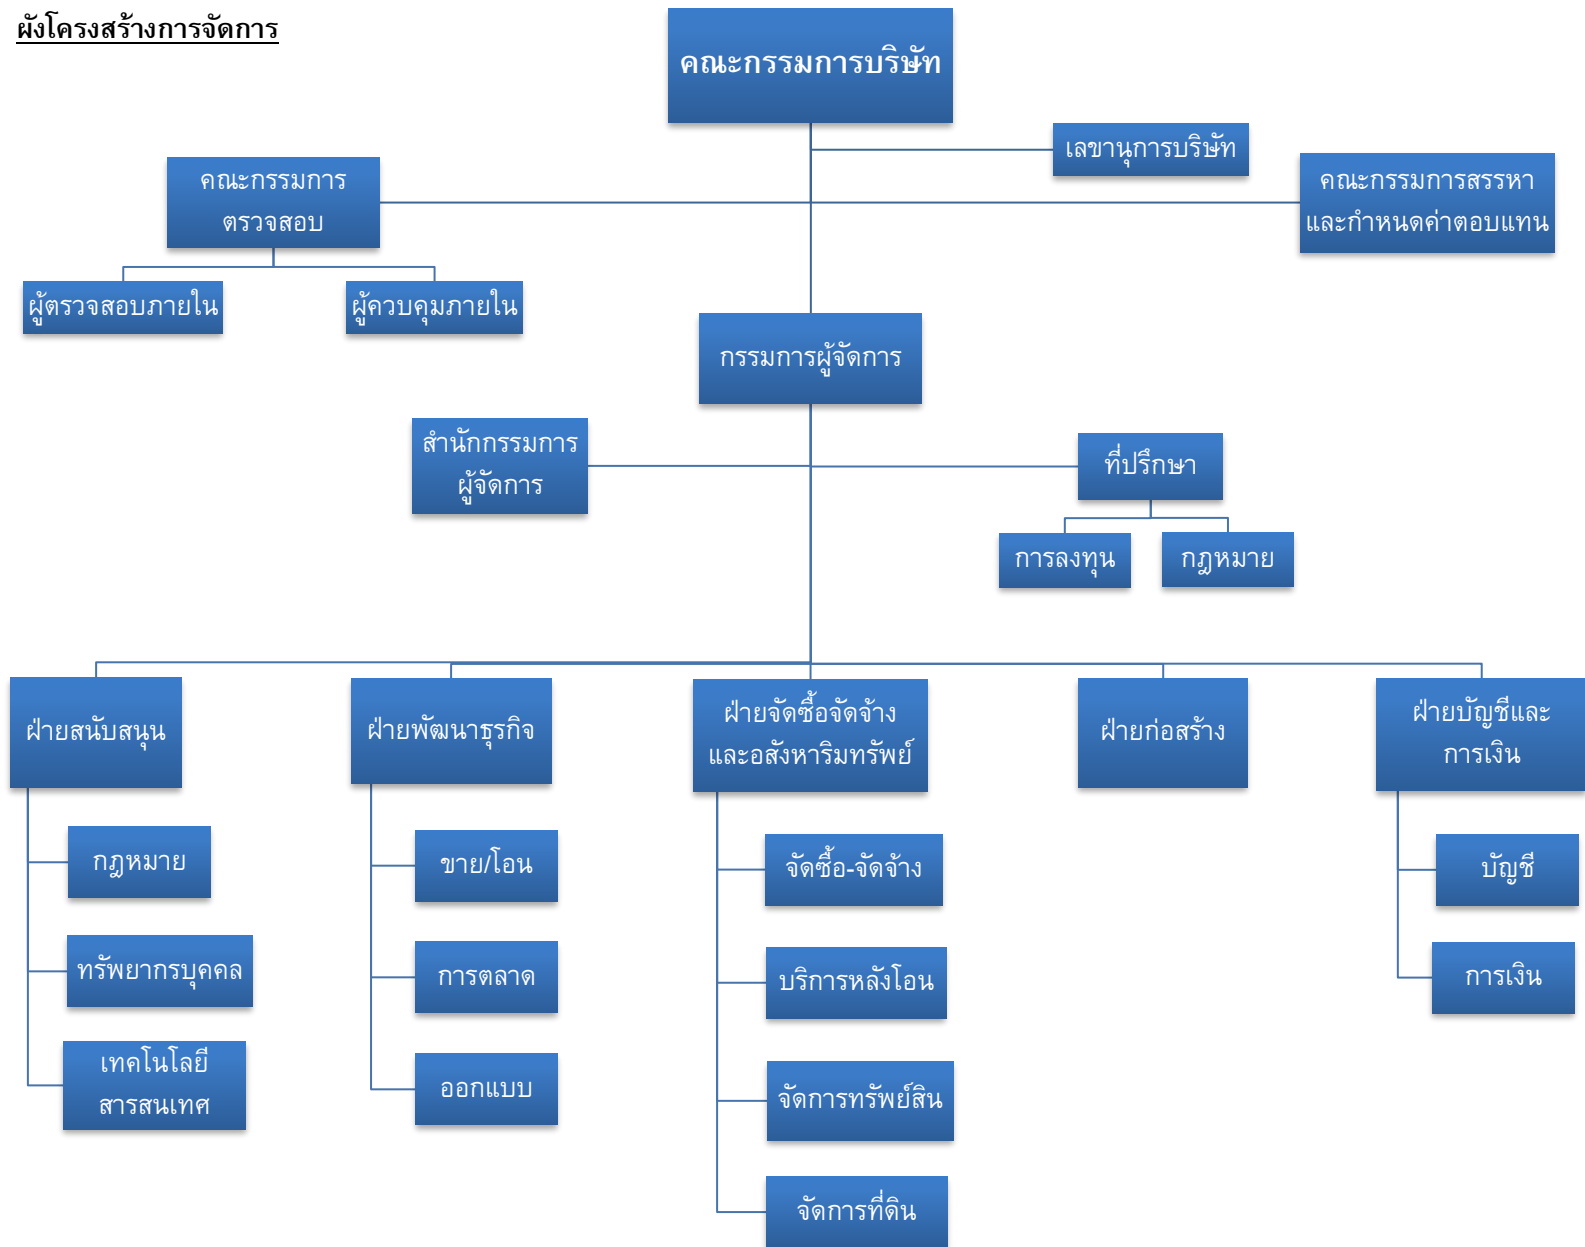 ผังโครงสร้างการจัดการ
คณะกรรมการบริษัท
เลขานุการบริษัท
คณะกรรมการ
ตรวจสอบ
คณะกรรมการสรรหา
และกำหนดค่าตอบแทน
ผู้ตรวจสอบภายใน
ผู้ควบคุมภายใน
กรรมการผู้จัดการ
สำนักกรรมการ
ผู้จัดการ
ที่ปรึกษา
การลงทุน
กฎหมาย
ฝ่ายสนับสนุน
ฝ่ายพัฒนาธุรกิจ
ฝ่ายจัดซื้อจัดจ้าง
และอสังหาริมทรัพย์
ฝ่ายก่อสร้าง
ฝ่ายบัญชีและ
การเงิน
กฎหมาย
ทรัพยากรบุคคล
เทคโนโลยี
สารสนเทศ
ขาย/โอน
การตลาด
ออกแบบ
จัดซื้อ-จัดจ้าง
บริการหลังโอน
จัดการทรัพย์สิน
จัดการที่ดิน
บัญชี
การเงิน